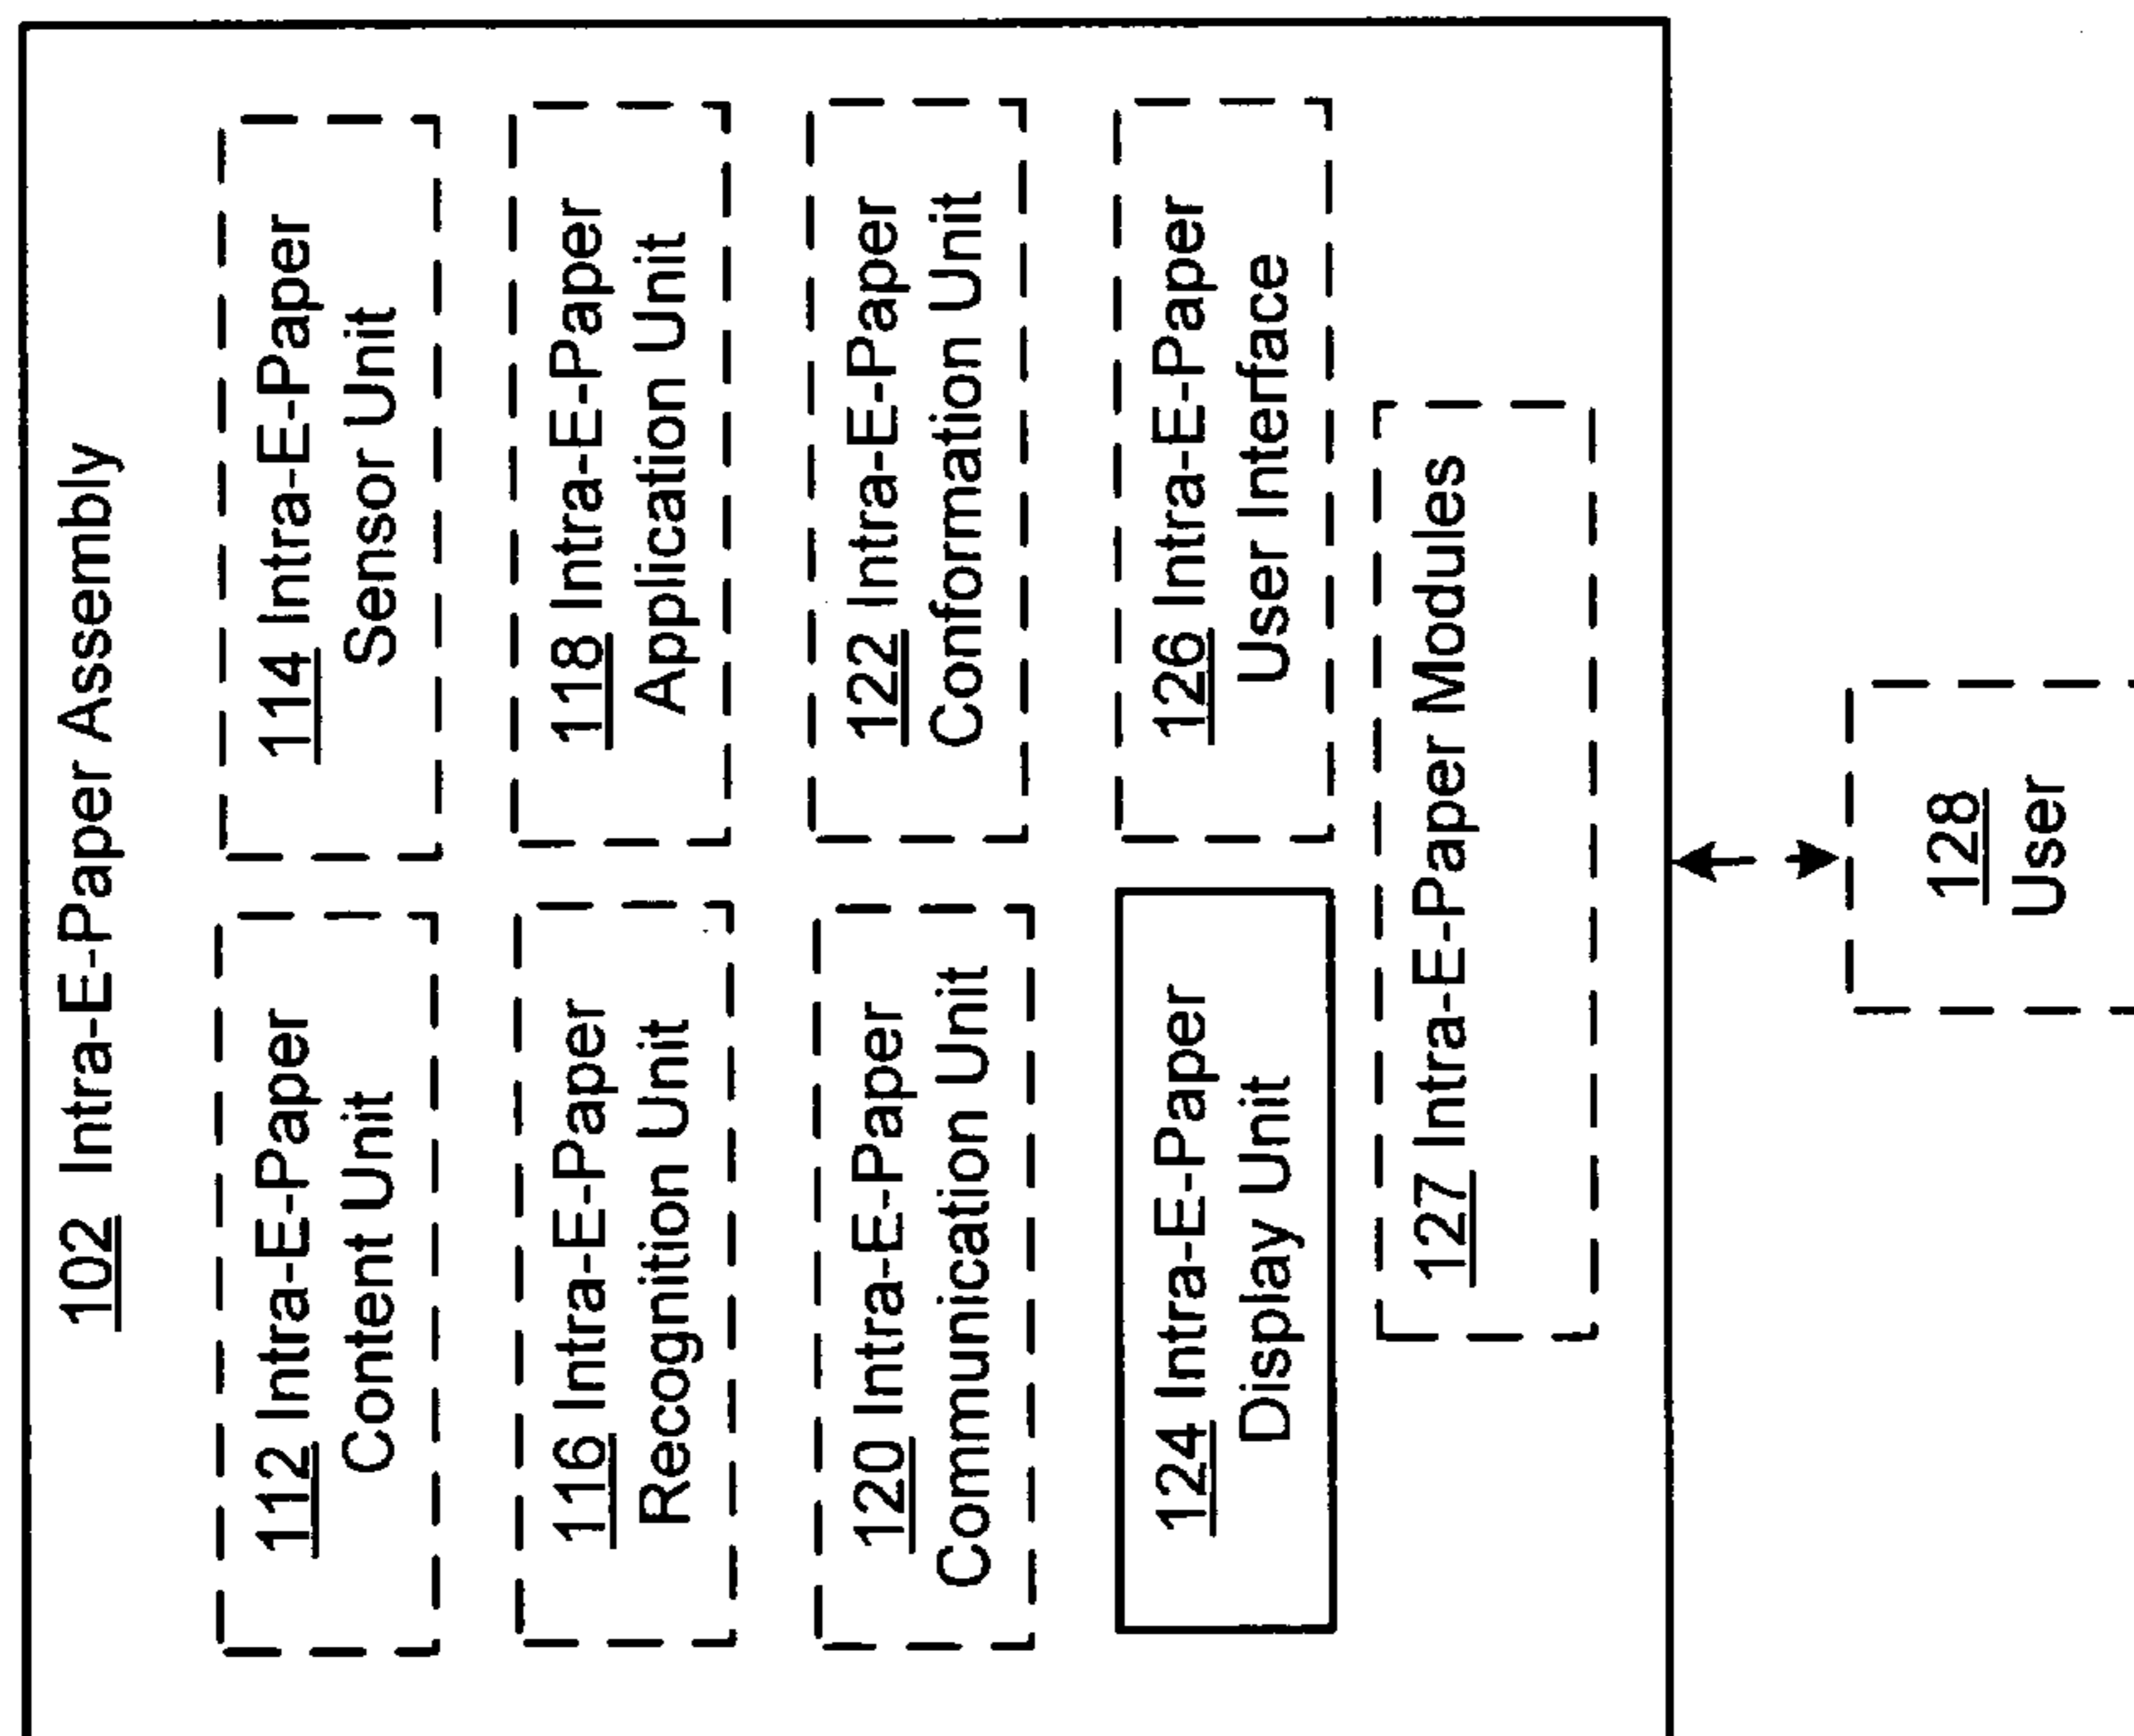 102 Intra-E-Paper Assembly
112 Intra-E-Paper
Content Unit
114 Intra-E-Paper
Sensor Unit
116 Intra-E-Paper
Recognition Unit
118 Intra-E-Paper
Application Unit
120 Intra-E-Paper
Communication Unit
122 Intra-E-Paper
Conformation Unit
124 Intra-E-Paper
Display Unit
126 Intra-E-Paper
User Interface
127 Intra-E-Paper Modules
128
User